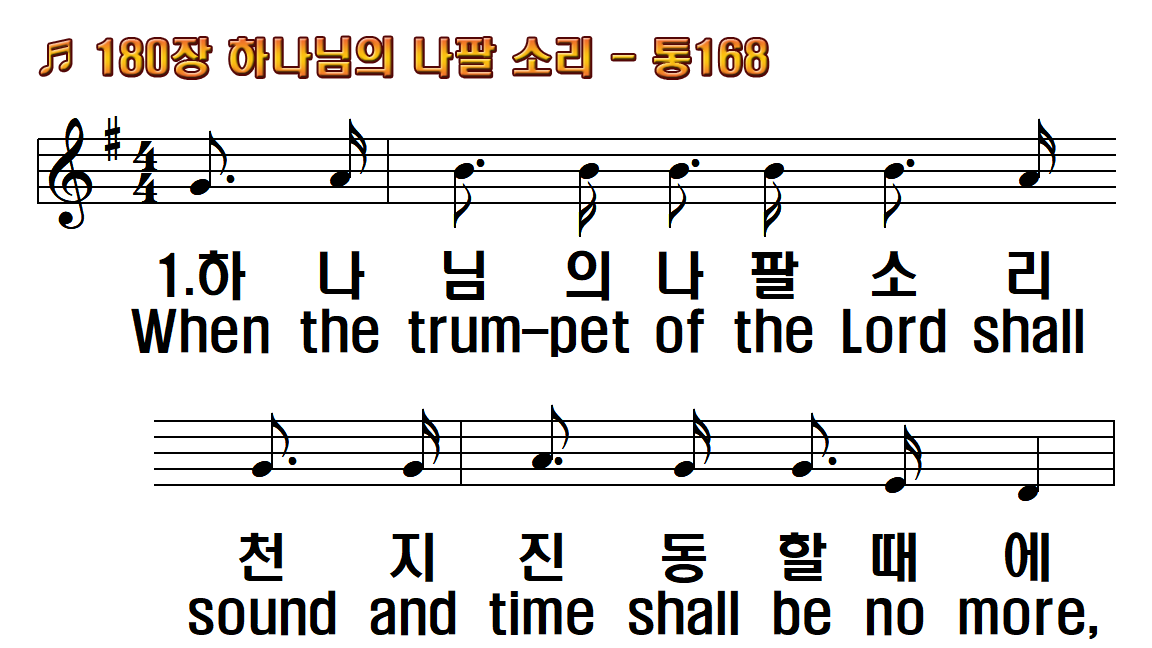 ♬ 180장 하나님의 나팔 소리 - 통168
1.하 나 님 의 나 팔 소 리
When the trum-pet of the Lord shall
천 지 진 동 할 때 에
sound and time shall be no more,